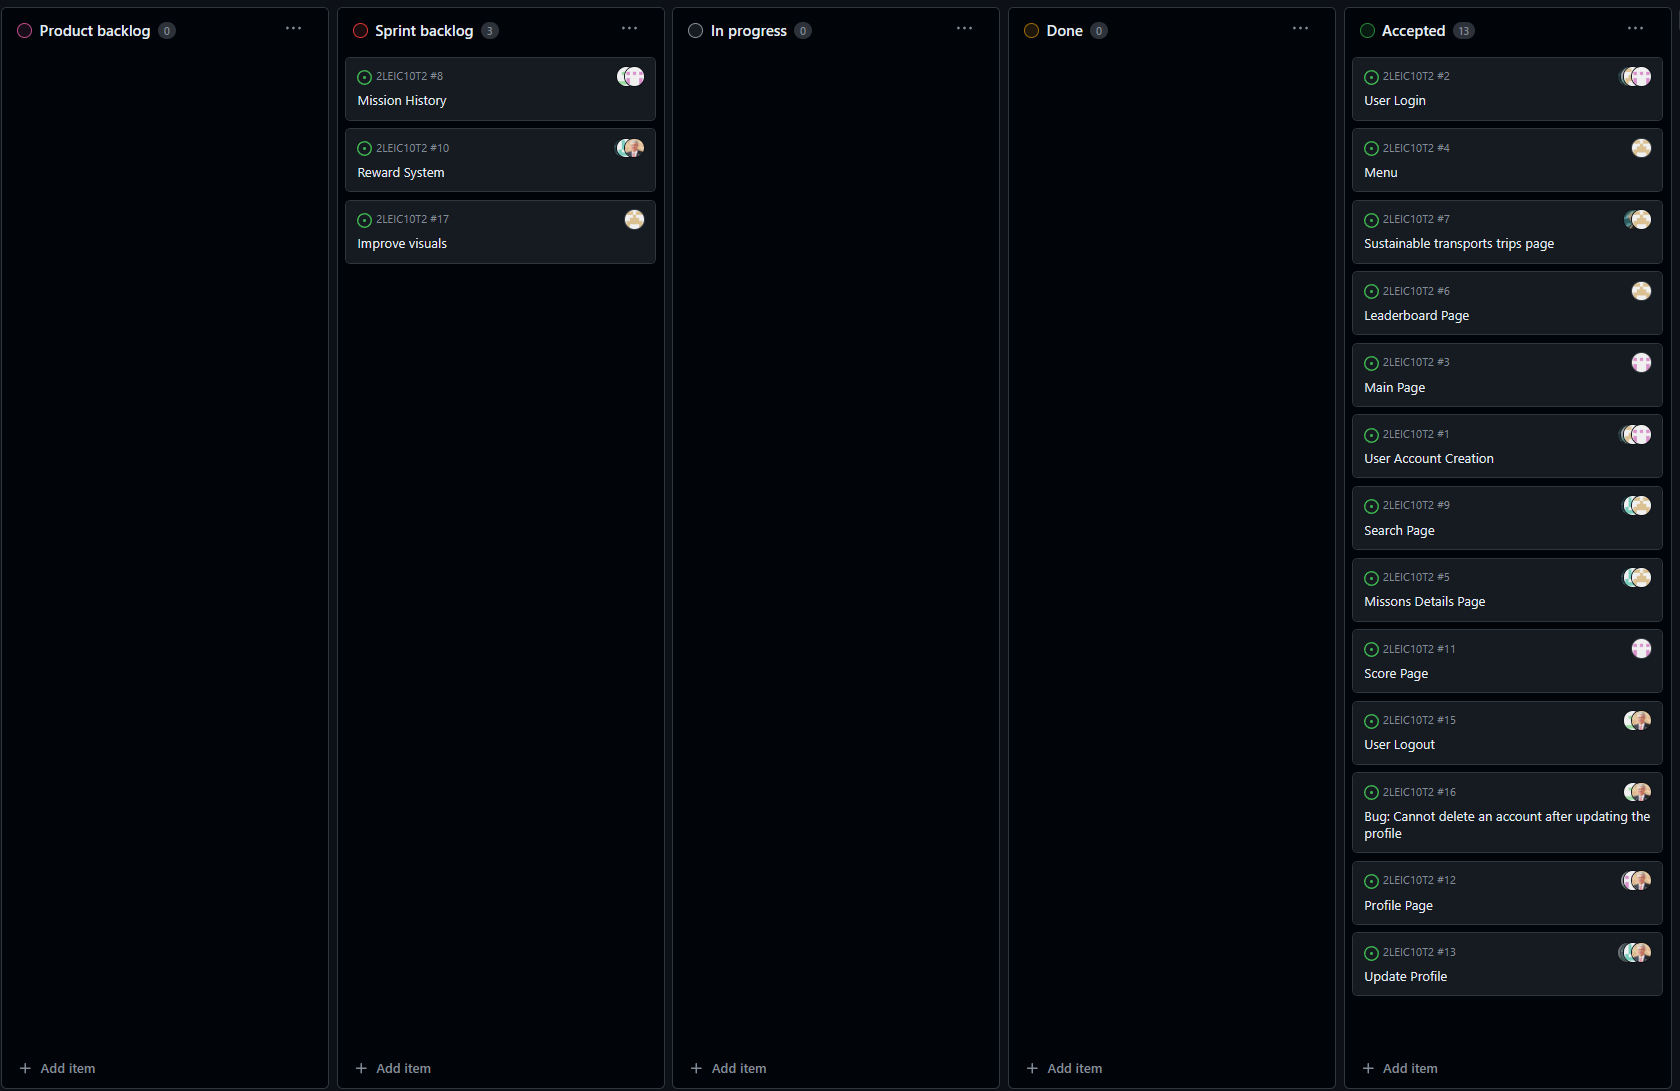 Product backlog 0
Sprint backlog 3
2LEIC10T2 #8
Mission History
2LEIC10T2 #10
Reward System
2LEIC10T2 #17
Improve visuals
In progress 0
Done 0
Accepted 13
2LEIC10T2 #2
User Login
2LEIC10T2 #4
Menu
2LEIC10T2 #7
Sustainable transports trips page
2LEIC10T2 #6
Leaderboard Page
2LEIC10T2 #3
Main Page
2LEIC10T2 #1
User Account Creation
2LEIC10T2 #9
Search Page
2LEIC10T2 #5
Missons Details Page
2LEIC10T2 #11
Score Page
2LEIC10T2 #15
User Logout
2LEIC10T2 #16
Bug: Cannot delete an account after updating the
profile
2LEIC10T2 #12
Profile Page
2LEIC10T2 #13
Update Profile
+ Add item
+ Add item
+ Add item
+ Add item
+ Add item